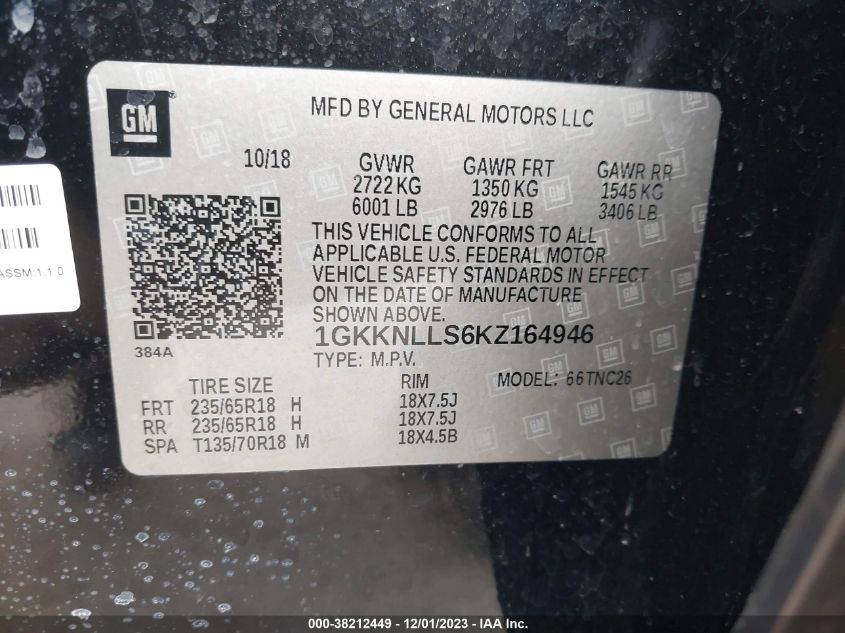 GM
MFD BY GENERAL MOTORS LLC
10/18 GVWR GAWR FRT GAWR RR
2722 KG 1350 KG 1545 KG
6001 LB 2976 LB 3406 LB
THIS VEHICLE CONFORMS TO ALL
APPLICABLE U.S. FEDERAL MOTOR
VEHICLE SAFETY STANDARDS IN EFFECT
ON THE DATE OF MANUFACTURE
SHOWN ABOVE.
1GKKNLLS6KZ164946
384A
TYPE: M.P.V. MODEL: 66TNC26
TIRE SIZE RIM
FRT 235/65R18 H 18X7.5J
RR 235/65R18 H 18X7.5J
SPA T135/70R18 M 18X4.5B
ASSM 1.1.0
000-38212449 - 12/01/2023 - IAA Inc.